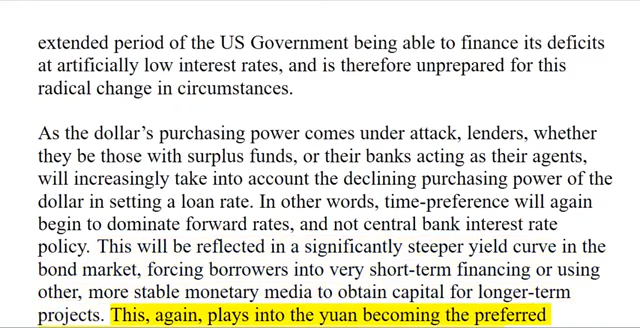 extended period of the US Government being able to finance its deficits
at artificially low interest rates, and is therefore unprepared for this
radical change in circumstances.
As the dollar’s purchasing power comes under attack, lenders, whether
they be those with surplus funds, or their banks acting as their agents,
will increasingly take into account the declining purchasing power of the
dollar in setting a loan rate. In other words, time-preference will again
begin to dominate forward rates, and not central bank interest rate
policy. This will be reflected in a significantly steeper yield curve in the
bond market, forcing borrowers into very short-term financing or using
other, more stable monetary media to obtain capital for longer-term
projects. This, again, plays into the yuan becoming the preferred